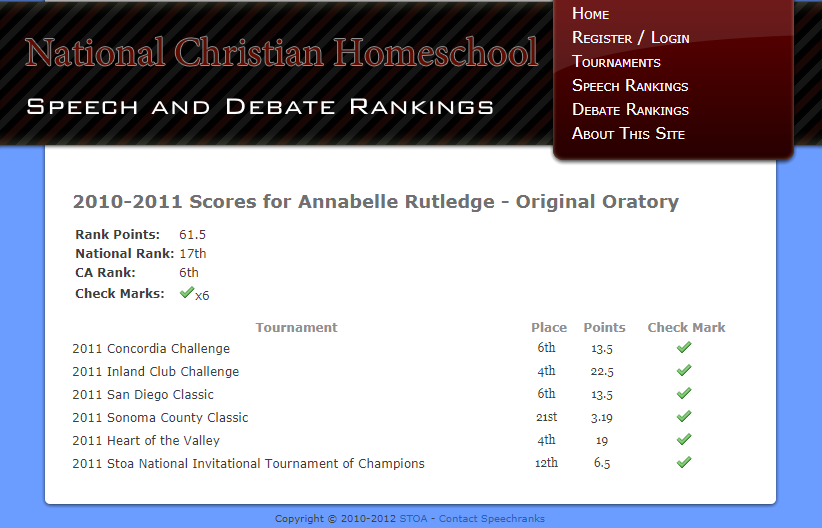 National Christian Homeschool
Speech and Debate Rankings
Home
Register / Login
Tournaments
Speech Rankings
Debate Rankings
About This Site
2010-2011 Scores for Annabelle Rutledge - Original Oratory
Rank Points: 61.5
National Rank: 17th
CA Rank: 6th
Check Marks: x6
Tournament Place Points Check Mark
2011 Concordia Challenge 6th 13.5
2011 Inland Club Challenge 4th 22.5
2011 San Diego Classic 6th 13.5
2011 Sonoma County Classic 21st 3.19
2011 Heart of the Valley 4th 19
2011 Stoa National Invitational Tournament of Champions 12th 6.5
Copyright © 2010-2012 STOA - Contact Speechranks